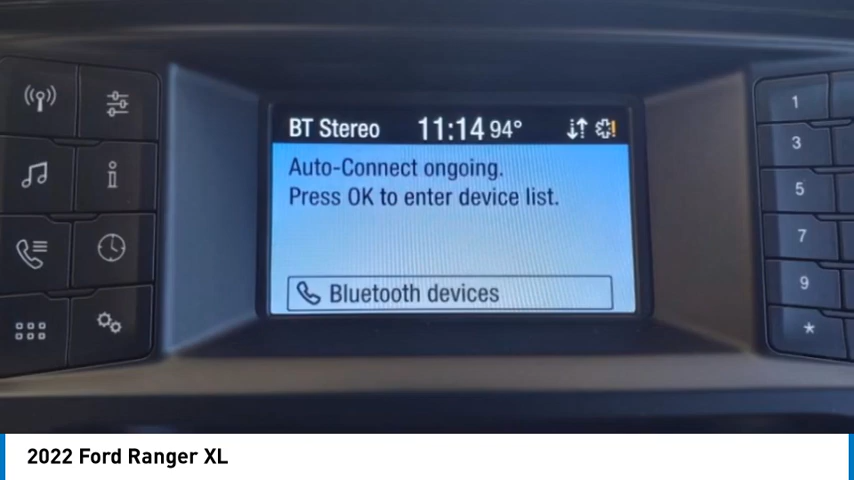 BT Stereo 11:14 94°
Auto-Connect ongoing.
Press OK to enter device list.
Bluetooth devices
1
3
5
7
9
*
2022 Ford Ranger XL